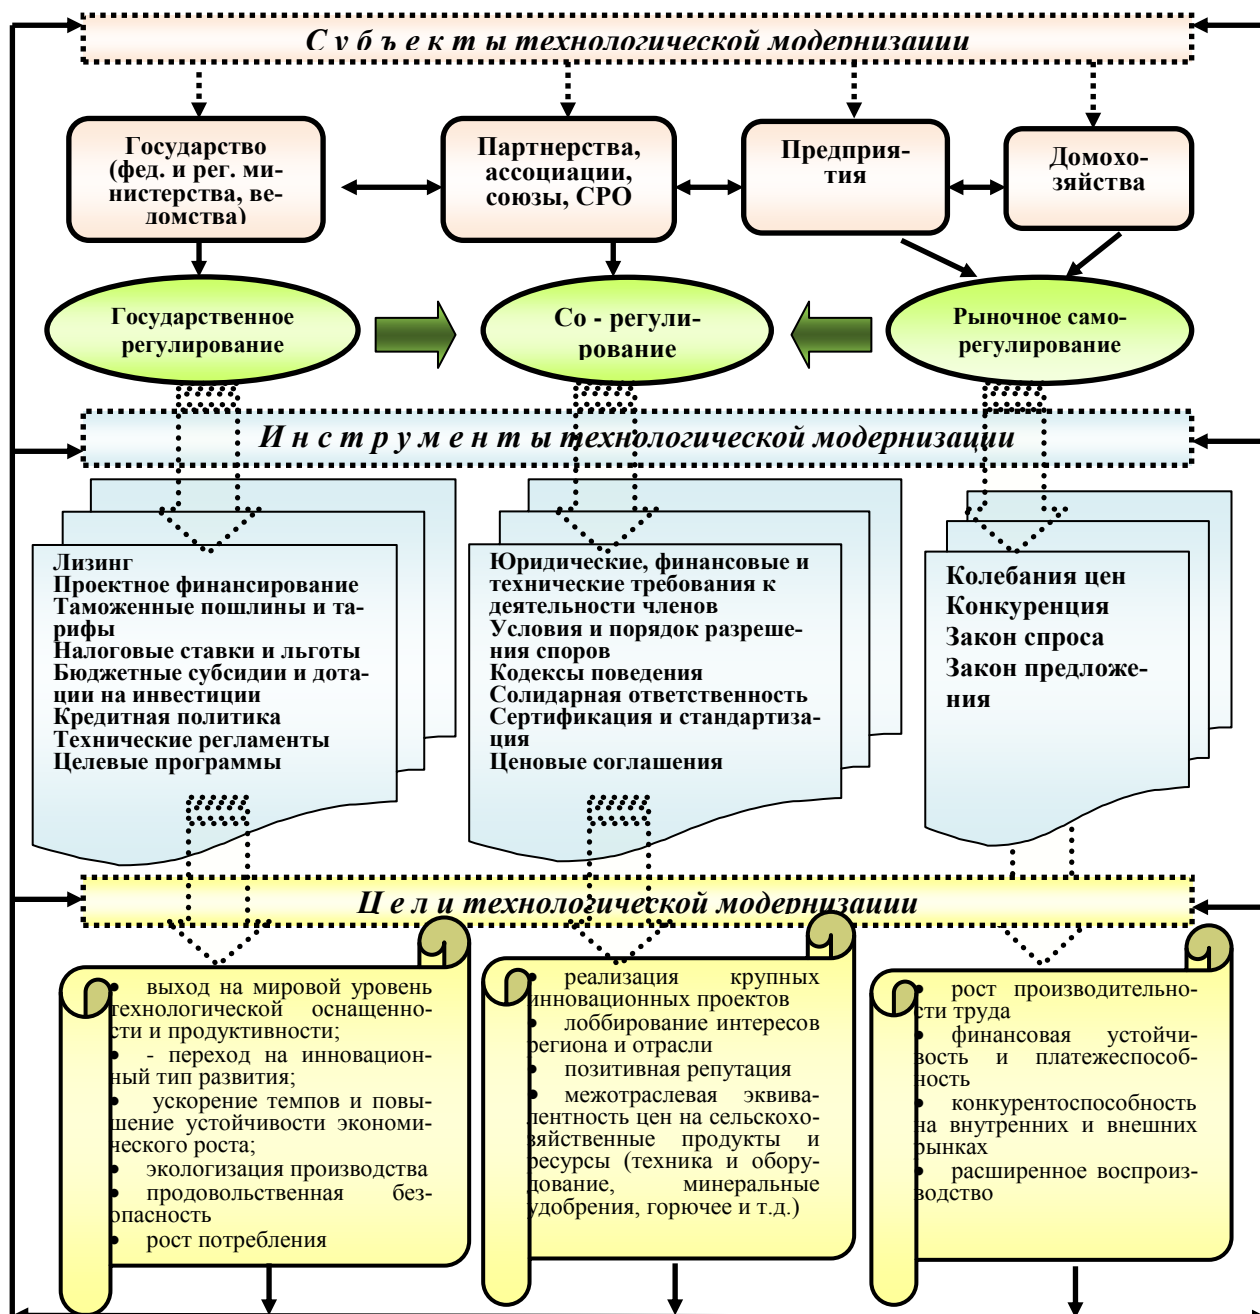 С у б ъ е к т ы технологической модернизации
Государство
(фед. и рег. ми-
нистерства, ве-
домства)
Партнерства,
ассоциации,
союзы, СРО
Предприя-
тия
Домохо-
зяйства
Государственное
регулирование
Со - регули-
рование
Рыночное само-
регулирование
И н с т р у м е н т ы технологической модернизации
Лизинг
Проектное финансирование
Таможенные пошлины и та-
рифы
Налоговые ставки и льготы
Бюджетные субсидии и дота-
ции на инвестиции
Кредитная политика
Технические регламенты
Целевые программы
Юридические, финансовые и
технические требования к
деятельности членов
Условия и порядок разреше-
ния споров
Кодексы поведения
Солидарная ответственность
Сертификация и стандартиза-
ция
Ценовые соглашения
Колебания цен
Конкуренция
Закон спроса
Закон предложе-
ния
Ц е л и технологической модернизации
• выход на мировой уровень
технологической оснащенно-
сти и продуктивности;
• - переход на инновацион-
ный тип развития;
• ускорение темпов и повы-
шение устойчивости экономи-
ческого роста;
• экологизация производства
• продовольственная без-
опасность
• рост потребления
• реализация крупных
инновационных проектов
• лоббирование интересов
региона и отрасли
• позитивная репутация
• межотраслевая эквива-
лентность цен на сельскохо-
зяйственные продукты и
ресурсы (техника и обору-
дование, минеральные
удобрения, горючее и т.д.)
• рост производительно-
сти труда
• финансовая устойчи-
вость и платежеспособ-
ность
• конкурентоспособность
на внутренних и внешних
рынках
• расширенное воспроиз-
водство